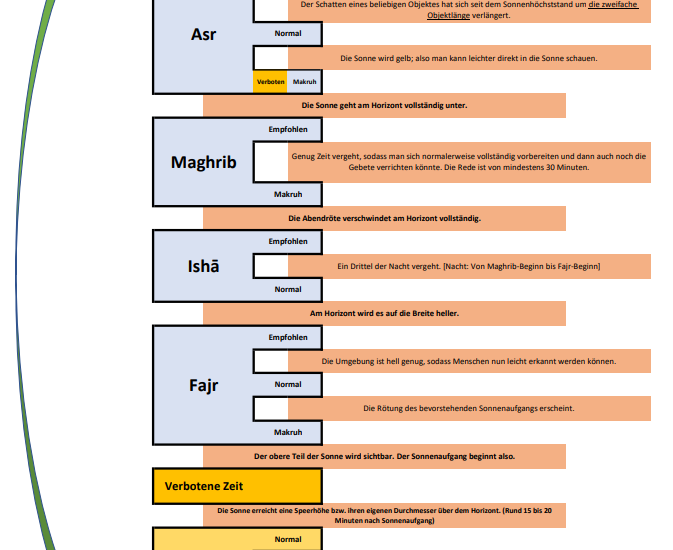 Der Schatten eines beliebigen Objektes hat sich seit dem Sonnenhöchststand um die zweifache
Objektlänge verlängert.
Asr
Normal
Die Sonne wird gelb; also man kann leichter direkt in die Sonne schauen.
Verboten
Makruh
Die Sonne geht am Horizont vollständig unter.
Empfohlen
Maghrib
Genug Zeit vergeht, sodass man sich normalerweise vollständig vorbereiten und dann auch noch die
Gebete verrichten könnte. Die Rede ist von mindestens 30 Minuten.
Makruh
Die Abendröte verschwindet am Horizont vollständig.
Empfohlen
Ishā
Ein Drittel der Nacht vergeht. [Nacht: Von Maghrib-Beginn bis Fajr-Beginn]
Normal
Am Horizont wird es auf die Breite heller.
Empfohlen
Die Umgebung ist hell genug, sodass Menschen nun leicht erkannt werden können.
Fajr
Normal
Die Rötung des bevorstehenden Sonnenaufgangs erscheint.
Makruh
Der obere Teil der Sonne wird sichtbar. Der Sonnenaufgang beginnt also.
Verbotene Zeit
Die Sonne erreicht eine Speerhöhe bzw. ihren eigenen Durchmesser über dem Horizont. (Rund 15 bis 20
Minuten nach Sonnenaufgang)
Normal